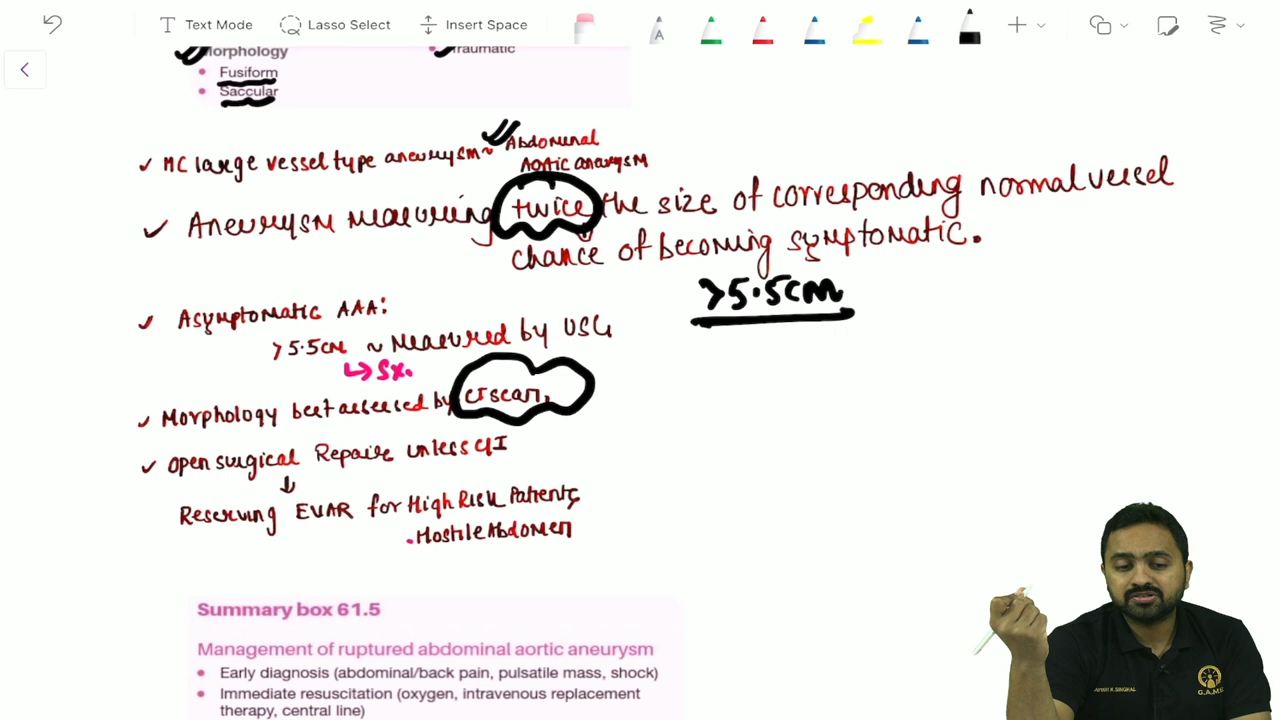 Text Mode
Lasso Select
Insert Space
Morphology
Traumatic
• Fusiform
• Saccular
✓ MC large vessel type aneurysm ~ Abdominal
Aortic aneurysm
✓ Aneurysm measuring twice the size of corresponding normal vessel
chance of becoming symptomatic.
>5.5cm
✓ Asymptomatic AAA:
>5.5cm ~ Measured by USG
↳ Sx.
✓ Morphology best assessed by CT scan.
✓ Open surgical Repair unless C/I
↓
Reserving EVAR for High Risk Patients
. Hostile Abdomen
Summary box 61.5
Management of ruptured abdominal aortic aneurysm
• Early diagnosis (abdominal/back pain, pulsatile mass, shock)
• Immediate resuscitation (oxygen, intravenous replacement
therapy, central line)
G.A.M.E